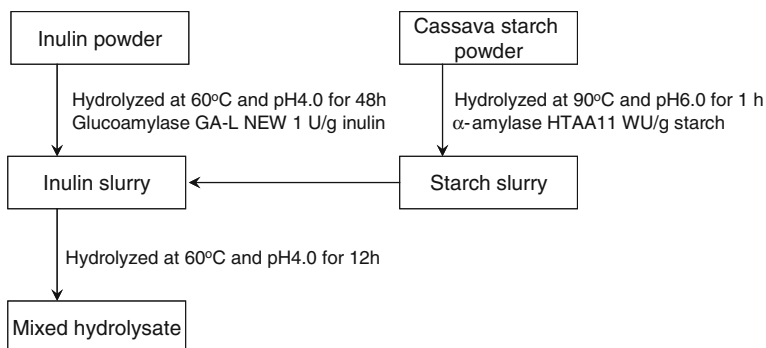 Inulin powder
Cassava starch
powder
Hydrolyzed at 60°C and pH4.0 for 48h
Glucoamylase GA-L NEW 1 U/g inulin
Hydrolyzed at 90°C and pH6.0 for 1 h
α-amylase HTAA11 WU/g starch
Inulin slurry
Starch slurry
Hydrolyzed at 60°C and pH4.0 for 12h
Mixed hydrolysate